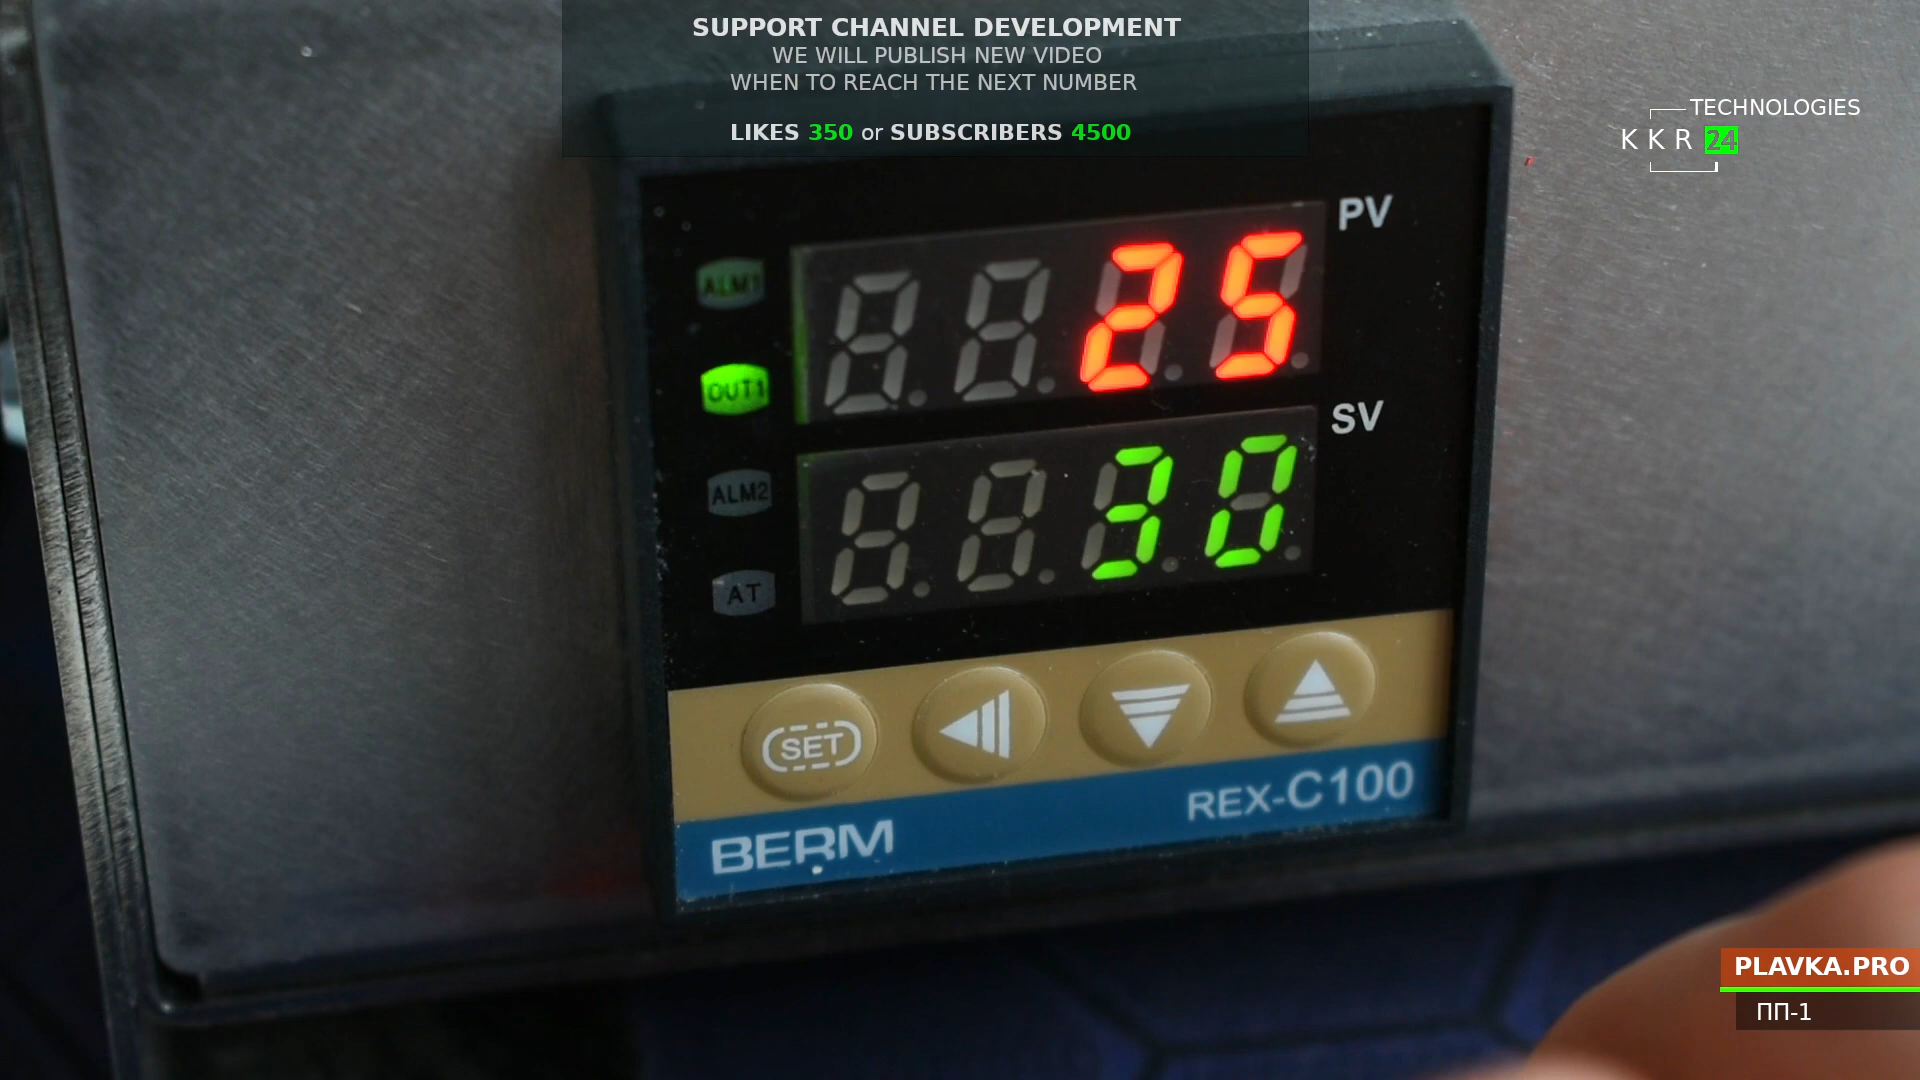 SUPPORT CHANNEL DEVELOPMENT
WE WILL PUBLISH NEW VIDEO
WHEN TO REACH THE NEXT NUMBER
LIKES 350 or SUBSCRIBERS 4500
TECHNOLOGIES
KKR 24
PV
ALM1
25
OUT1
SV
ALM2
30
AT
SET
REX-C100
BERM
PLAVKA.PRO
ПП-1